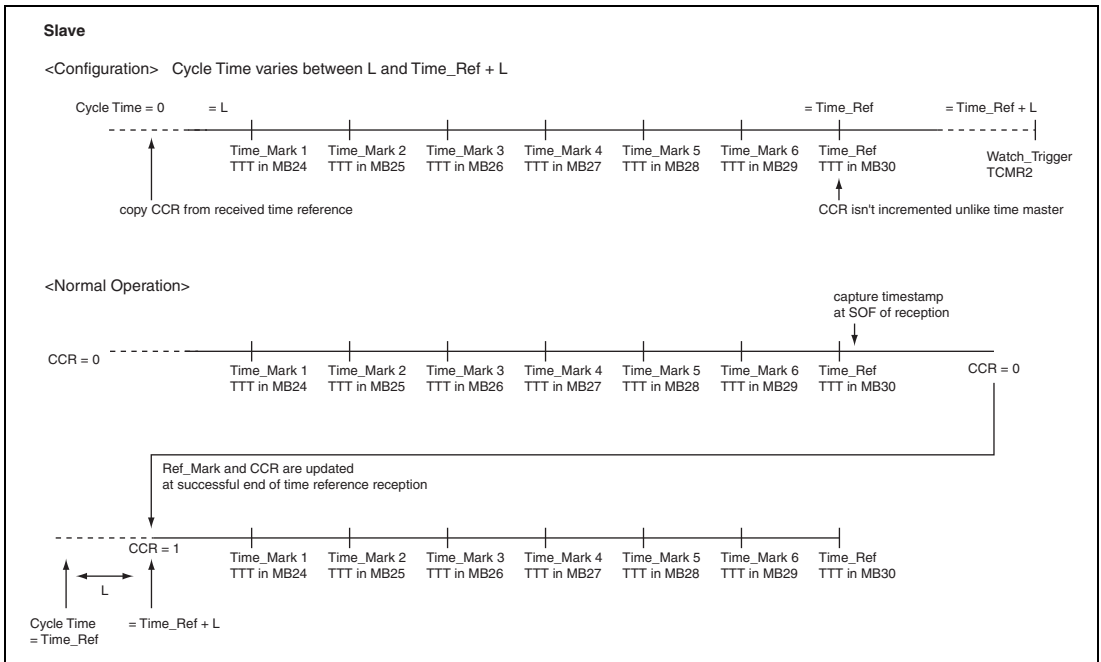 Slave
<Configuration> Cycle Time varies between L and Time_Ref + L
Cycle Time = 0
= L
= Time_Ref
= Time_Ref + L
Time_Mark 1
TTT in MB24
Time_Mark 2
TTT in MB25
Time_Mark 3
TTT in MB26
Time_Mark 4
TTT in MB27
Time_Mark 5
TTT in MB28
Time_Mark 6
TTT in MB29
Time_Ref
TTT in MB30
Watch_Trigger
TCMR2
copy CCR from received time reference
CCR isn't incremented unlike time master
<Normal Operation>
capture timestamp
at SOF of reception
CCR = 0
Time_Mark 1
TTT in MB24
Time_Mark 2
TTT in MB25
Time_Mark 3
TTT in MB26
Time_Mark 4
TTT in MB27
Time_Mark 5
TTT in MB28
Time_Mark 6
TTT in MB29
Time_Ref
TTT in MB30
CCR = 0
Ref_Mark and CCR are updated
at successful end of time reference reception
CCR = 1
Time_Mark 1
TTT in MB24
Time_Mark 2
TTT in MB25
Time_Mark 3
TTT in MB26
Time_Mark 4
TTT in MB27
Time_Mark 5
TTT in MB28
Time_Mark 6
TTT in MB29
Time_Ref
TTT in MB30
L
Cycle Time
= Time_Ref
= Time_Ref + L